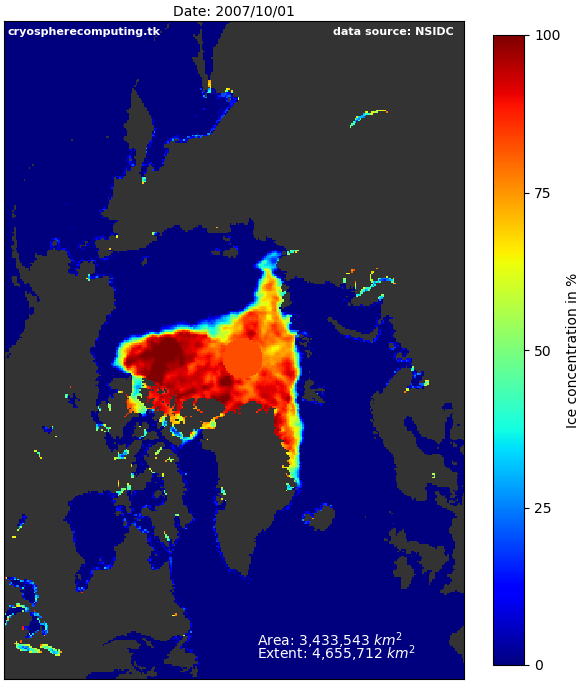 Date: 2007/10/01
cryospherecomputing.tk data source: NSIDC
100
75
50
25
0
Ice concentration in %
Area: 3,433,543 km²
Extent: 4,655,712 km²